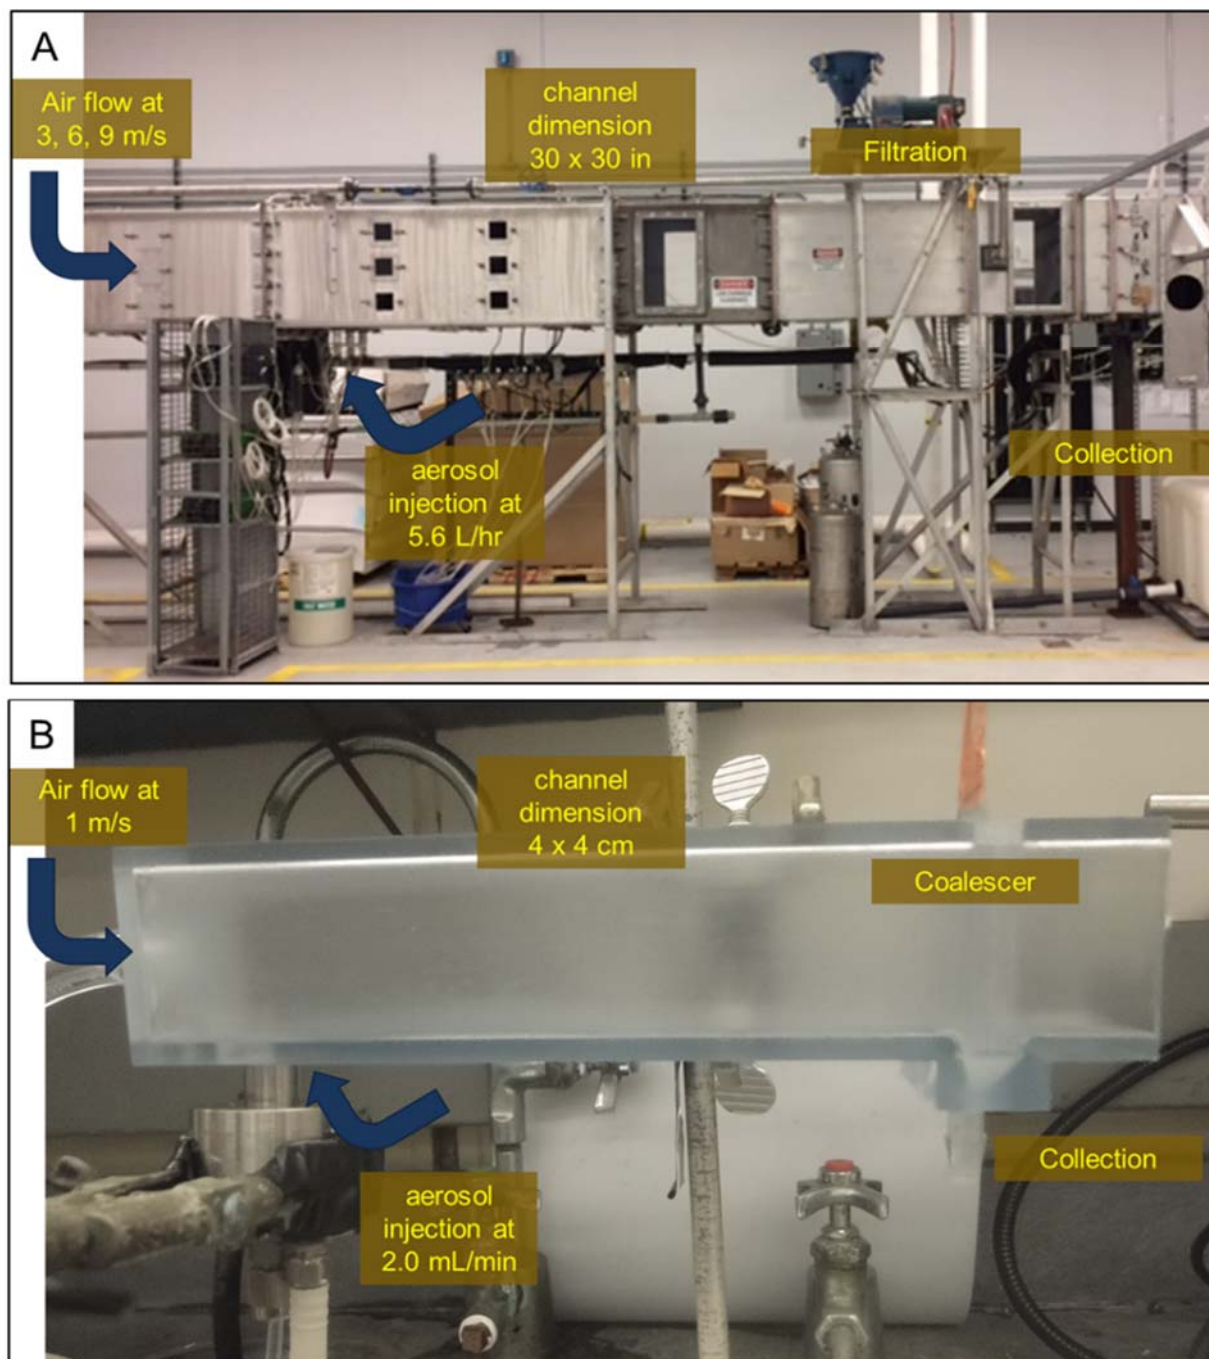 A
Air flow at
3, 6, 9 m/s
channel
dimension
30 x 30 in
Filtration
aerosol
injection at
5.6 L/hr
Collection
DANGER
B
Air flow at
1 m/s
channel
dimension
4 x 4 cm
Coalescer
aerosol
injection at
2.0 mL/min
Collection